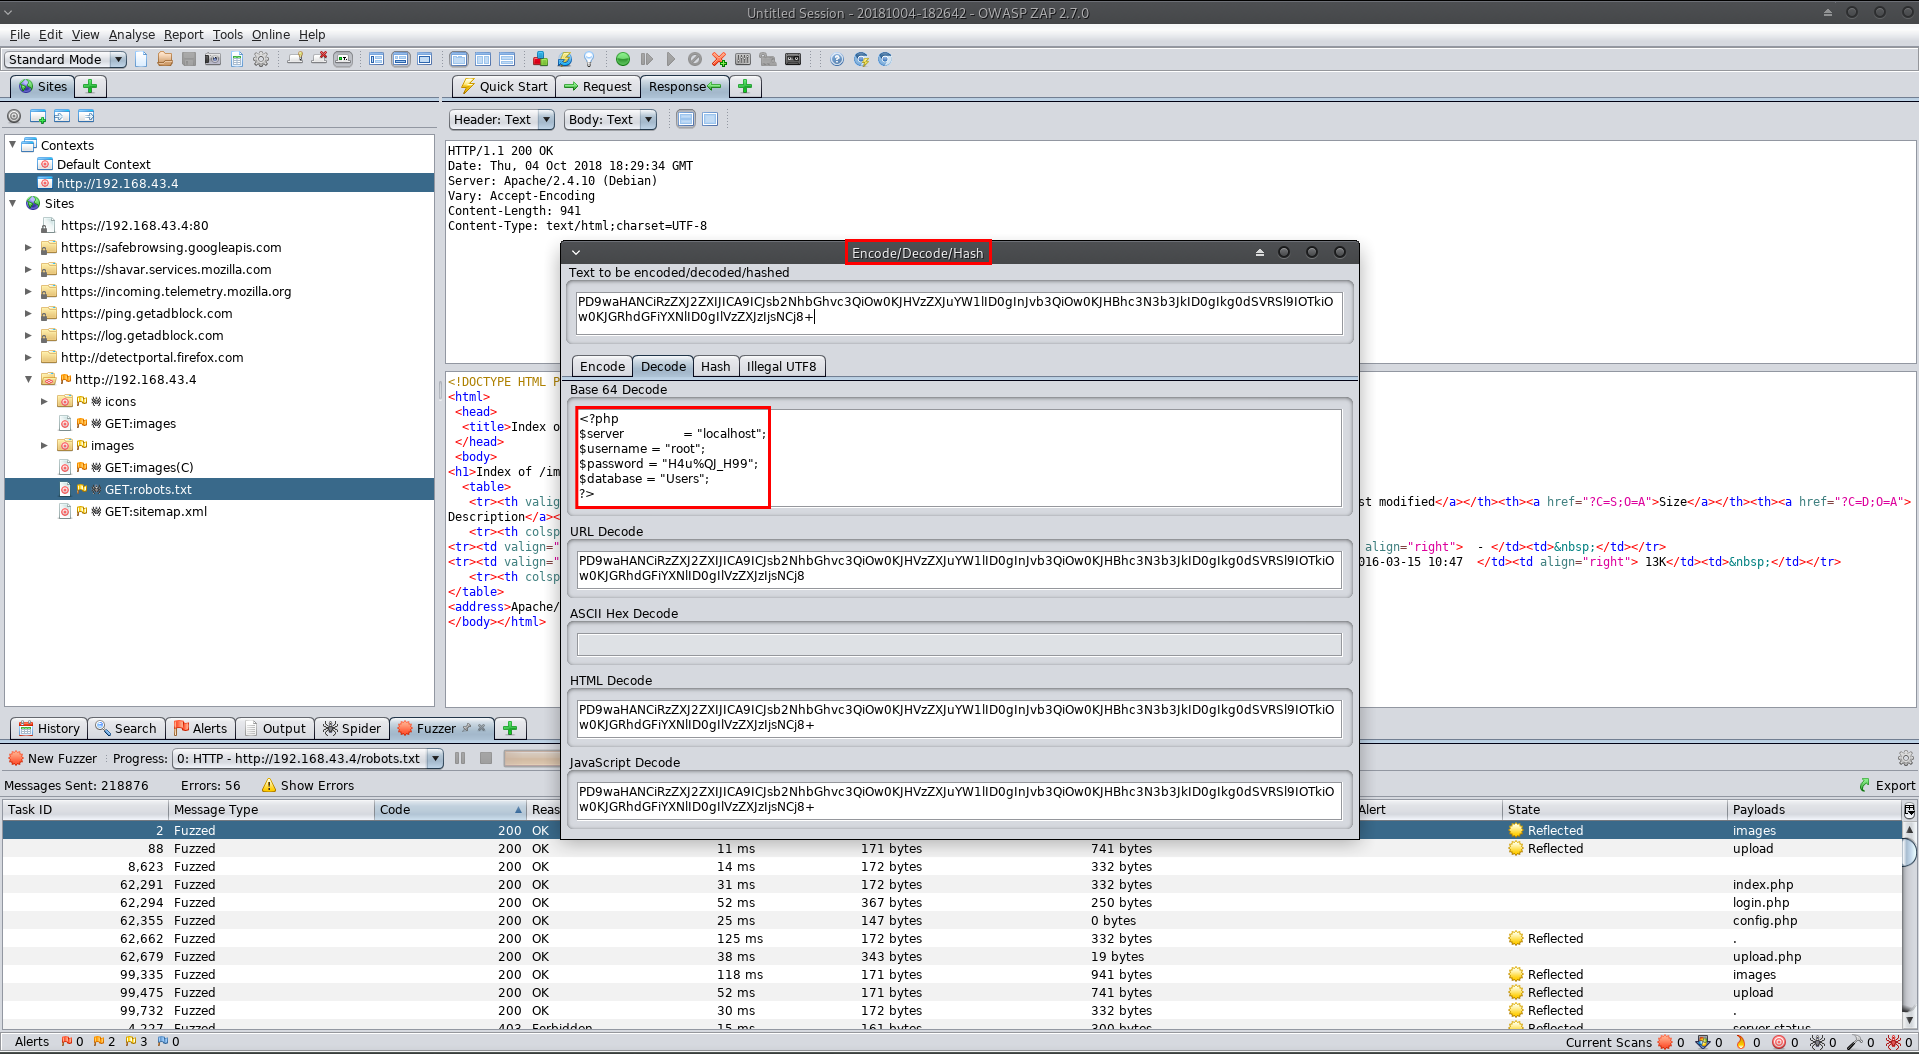 Untitled Session - 20181004-182642 - OWASP ZAP 2.7.0
File Edit View Analyse Report Tools Online Help
Standard Mode
Sites
Quick Start Request Response
Header: Text Body: Text
Contexts
Default Context
http://192.168.43.4
Sites
https://192.168.43.4:80
https://safebrowsing.googleapis.com
https://shavar.services.mozilla.com
https://incoming.telemetry.mozilla.org
https://ping.getadblock.com
https://log.getadblock.com
http://detectportal.firefox.com
http://192.168.43.4
icons
GET:images
images
GET:images(C)
GET:robots.txt
GET:sitemap.xml
HTTP/1.1 200 OK
Date: Thu, 04 Oct 2018 18:29:34 GMT
Server: Apache/2.4.10 (Debian)
Vary: Accept-Encoding
Content-Length: 941
Content-Type: text/html;charset=UTF-8
<!DOCTYPE HTML P
<html>
<head>
<title>Index o
</head>
<body>
<h1>Index of /im
<table>
<tr><th valig st modified</a></th><th><a href="?C=S;O=A">Size</a></th><th><a href="?C=D;O=A">
Description</a><
<tr><th colsp
<tr><td valign=" align="right">  - </td><td>&nbsp;</td></tr>
<tr><td valign=" 016-03-15 10:47  </td><td align="right"> 13K</td><td>&nbsp;</td></tr>
<tr><th colsp
</table>
<address>Apache/
</body></html>
Encode/Decode/Hash
Text to be encoded/decoded/hashed
PD9waHANCiRzZXJ2ZXIJICA9ICJsb2NhbGhvc3QiOw0KJHVzZXJuYW1lID0gInJvb3QiOw0KJHBhc3N3b3JkID0gIkg0dSVRSl9IOTkiO
w0KJGRhdGFiYXNlID0gIlVzZXJzIjsNCj8+
Encode Decode Hash Illegal UTF8
Base 64 Decode
<?php
$server = "localhost";
$username = "root";
$password = "H4u%QJ_H99";
$database = "Users";
?>
URL Decode
PD9waHANCiRzZXJ2ZXIJICA9ICJsb2NhbGhvc3QiOw0KJHVzZXJuYW1lID0gInJvb3QiOw0KJHBhc3N3b3JkID0gIkg0dSVRSl9IOTkiO
w0KJGRhdGFiYXNlID0gIlVzZXJzIjsNCj8
ASCII Hex Decode
HTML Decode
PD9waHANCiRzZXJ2ZXIJICA9ICJsb2NhbGhvc3QiOw0KJHVzZXJuYW1lID0gInJvb3QiOw0KJHBhc3N3b3JkID0gIkg0dSVRSl9IOTkiO
w0KJGRhdGFiYXNlID0gIlVzZXJzIjsNCj8+
JavaScript Decode
PD9waHANCiRzZXJ2ZXIJICA9ICJsb2NhbGhvc3QiOw0KJHVzZXJuYW1lID0gInJvb3QiOw0KJHBhc3N3b3JkID0gIkg0dSVRSl9IOTkiO
w0KJGRhdGFiYXNlID0gIlVzZXJzIjsNCj8+
History Search Alerts Output Spider Fuzzer
New Fuzzer Progress: 0: HTTP - http://192.168.43.4/robots.txt
Messages Sent: 218876 Errors: 56 Show Errors Export
Task ID Message Type Code Reas Alert State Payloads
2 Fuzzed 200 OK Reflected images
88 Fuzzed 200 OK 11 ms 171 bytes 741 bytes Reflected upload
8,623 Fuzzed 200 OK 14 ms 172 bytes 332 bytes
62,291 Fuzzed 200 OK 31 ms 172 bytes 332 bytes index.php
62,294 Fuzzed 200 OK 52 ms 367 bytes 250 bytes login.php
62,355 Fuzzed 200 OK 25 ms 147 bytes 0 bytes config.php
62,662 Fuzzed 200 OK 125 ms 172 bytes 332 bytes Reflected .
62,679 Fuzzed 200 OK 38 ms 343 bytes 19 bytes upload.php
99,335 Fuzzed 200 OK 118 ms 171 bytes 941 bytes Reflected images
99,475 Fuzzed 200 OK 52 ms 171 bytes 741 bytes Reflected upload
99,732 Fuzzed 200 OK 30 ms 172 bytes 332 bytes Reflected .
4,227 Fuzzed 403 Forbidden 15 ms 161 bytes 300 bytes Reflected server-status
Alerts 0 2 3 0 Current Scans 0 0 0 0 0 0 0